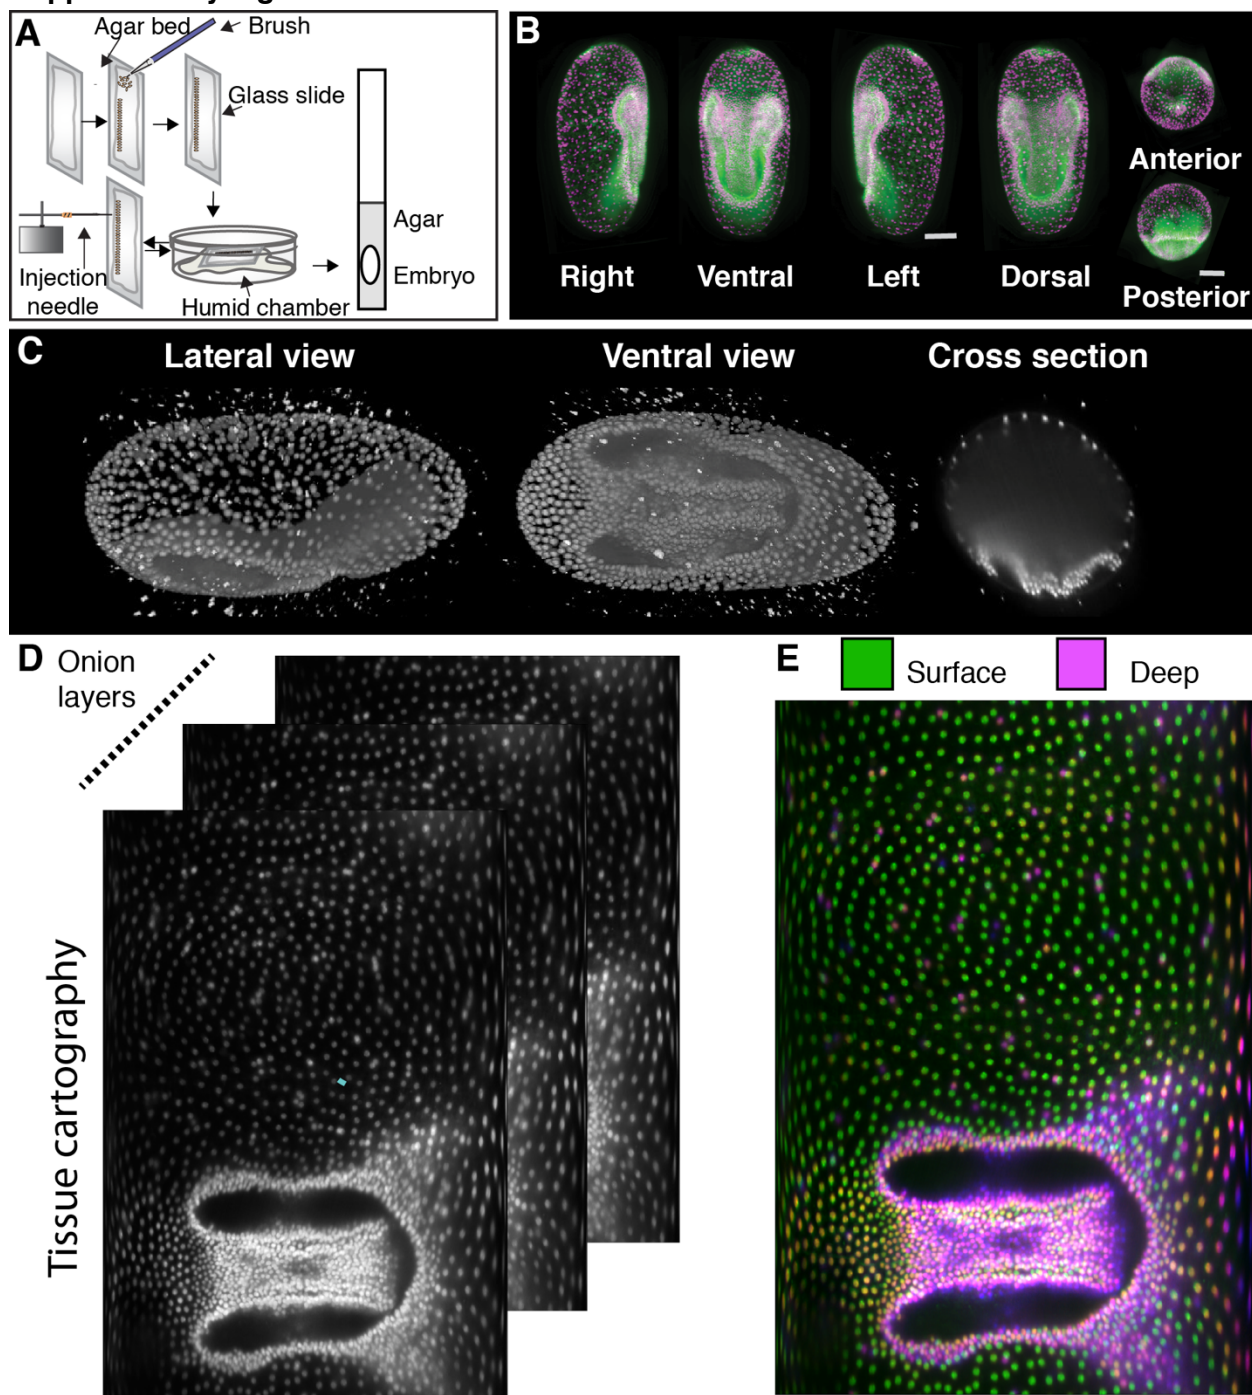 A
Agar bed
Brush
Glass slide
Injection
needle
Humid chamber
Agar
Embryo
B
Right
Ventral
Left
Dorsal
Anterior
Posterior
C
Lateral view
Ventral view
Cross section
D
Onion
layers
Tissue cartography
E
Surface
Deep